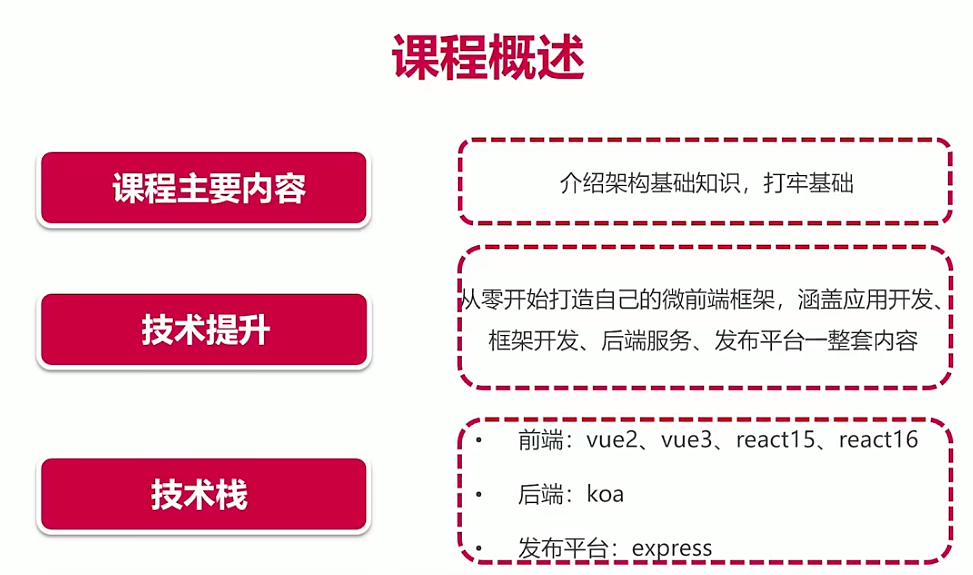 课程概述
课程主要内容
介绍架构基础知识，打牢基础
技术提升
从零开始打造自己的微前端框架，涵盖应用开发、
框架开发、后端服务、发布平台一整套内容
技术栈
• 前端：vue2、vue3、react15、react16
• 后端：koa
• 发布平台：express